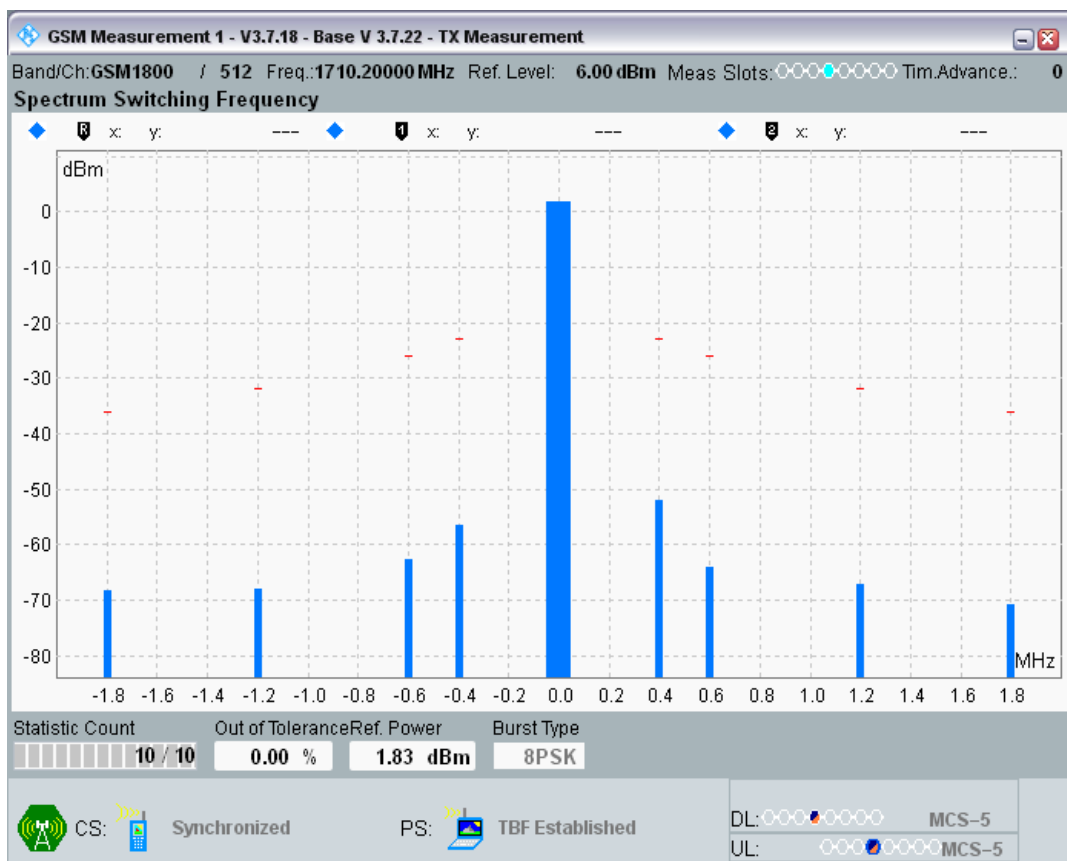 GSM Measurement 1 - V3.7.18 - Base V 3.7.22 - TX Measurement
Band/Ch:GSM1800 / 512 Freq.:1710.20000 MHz Ref. Level: 6.00 dBm Meas Slots: Tim.Advance.: 0
Spectrum Switching Frequency
R x: y: --- 1 x: y: --- 2 x: y: ---
dBm
0
-10
-20
-30
-40
-50
-60
-70
-80
MHz
-1.8 -1.6 -1.4 -1.2 -1.0 -0.8 -0.6 -0.4 -0.2 0.0 0.2 0.4 0.6 0.8 1.0 1.2 1.4 1.6 1.8
Statistic Count Out of Tolerance Ref. Power Burst Type
10 / 10 0.00 % 1.83 dBm 8PSK
CS: Synchronized PS: TBF Established DL: MCS-5
UL: MCS-5